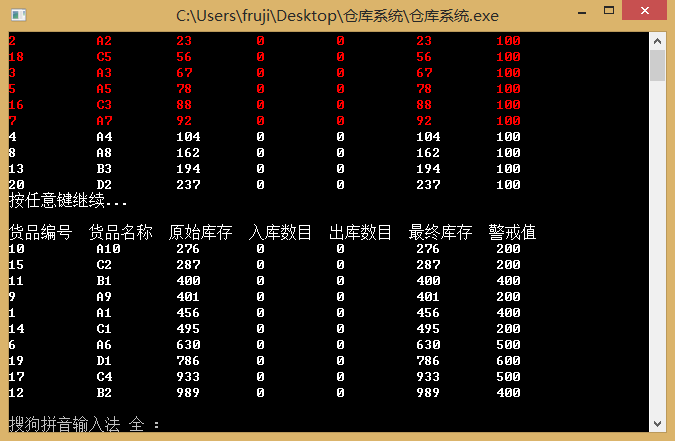 C:\Users\fruji\Desktop\仓库系统\仓库系统.exe
2 A2 23 0 0 23 100
18 C5 56 0 0 56 100
3 A3 67 0 0 67 100
5 A5 78 0 0 78 100
16 C3 88 0 0 88 100
7 A7 92 0 0 92 100
4 A4 104 0 0 104 100
8 A8 162 0 0 162 100
13 B3 194 0 0 194 100
20 D2 237 0 0 237 100
按任意键继续...
货品编号 货品名称 原始库存 入库数目 出库数目 最终库存 警戒值
10 A10 276 0 0 276 200
15 C2 287 0 0 287 200
11 B1 400 0 0 400 400
9 A9 401 0 0 401 200
1 A1 456 0 0 456 400
14 C1 495 0 0 495 200
6 A6 630 0 0 630 500
19 D1 786 0 0 786 600
17 C4 933 0 0 933 500
12 B2 989 0 0 989 400
搜狗拼音输入法 全 :